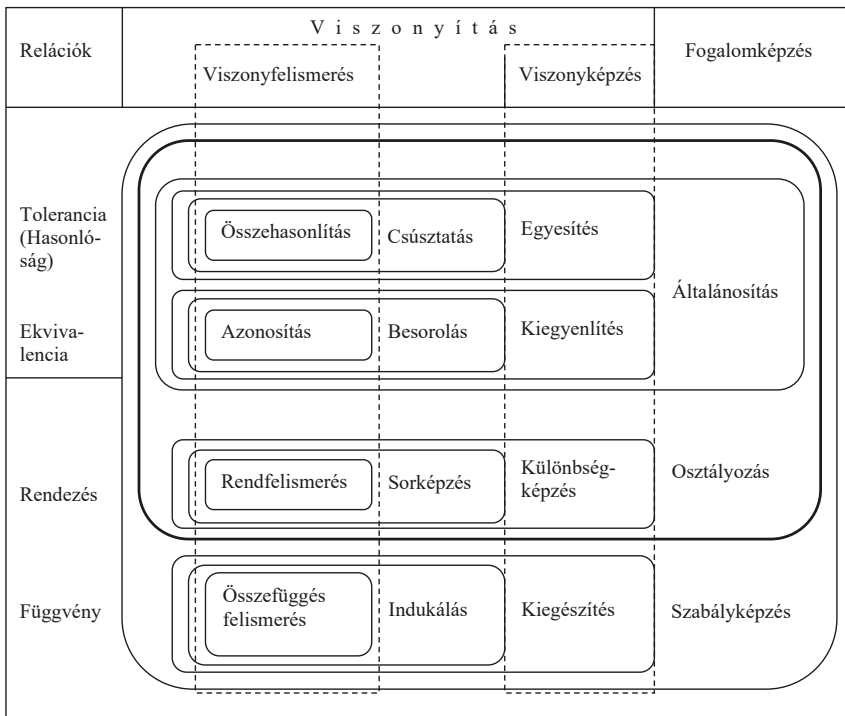 Relációk
V i s z o n y í t á s
Viszonyfelismerés
Viszonyképzés
Fogalomképzés
Tolerancia
(Hasonló-
ság)
Összehasonlítás
Csúsztatás
Egyesítés
Általánosítás
Ekviva-
lencia
Azonosítás
Besorolás
Kiegyenlítés
Rendezés
Rendfelismerés
Sorképzés
Különbség-
képzés
Osztályozás
Függvény
Összefüggés
felismerés
Indukálás
Kiegészítés
Szabályképzés